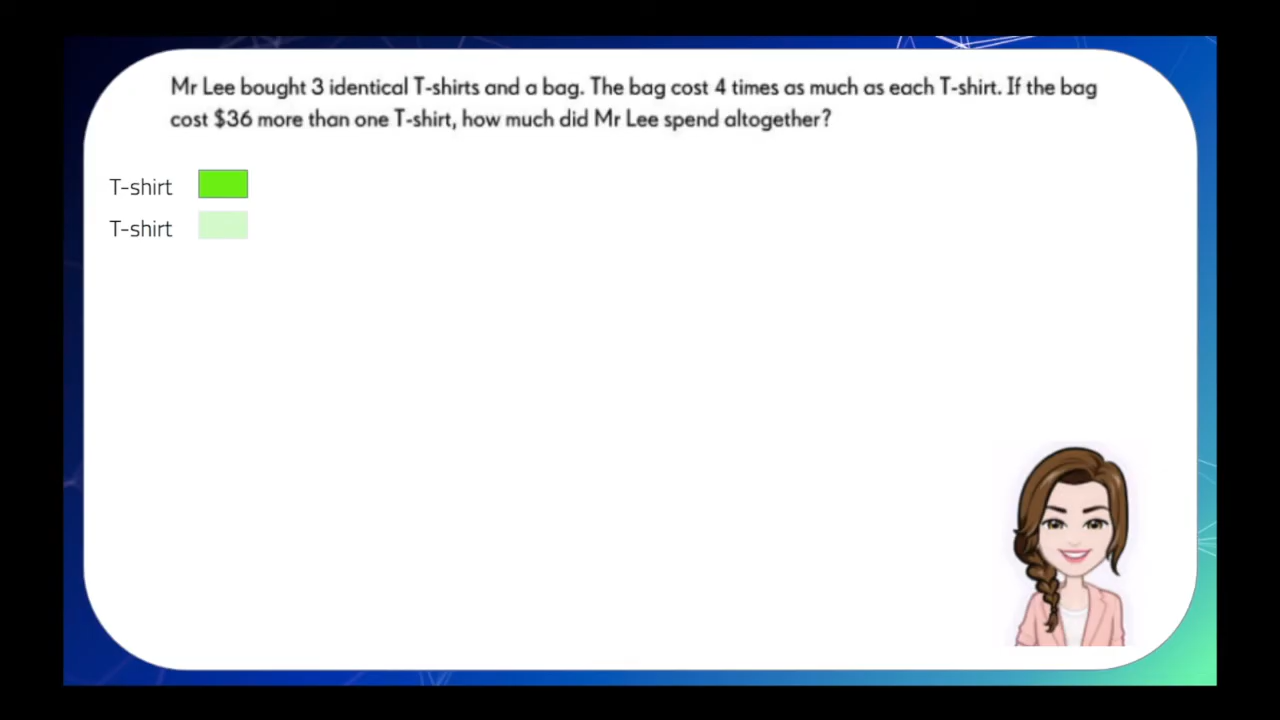 Mr Lee bought 3 identical T-shirts and a bag. The bag cost 4 times as much as each T-shirt. If the bag
cost $36 more than one T-shirt, how much did Mr Lee spend altogether?
T-shirt
T-shirt